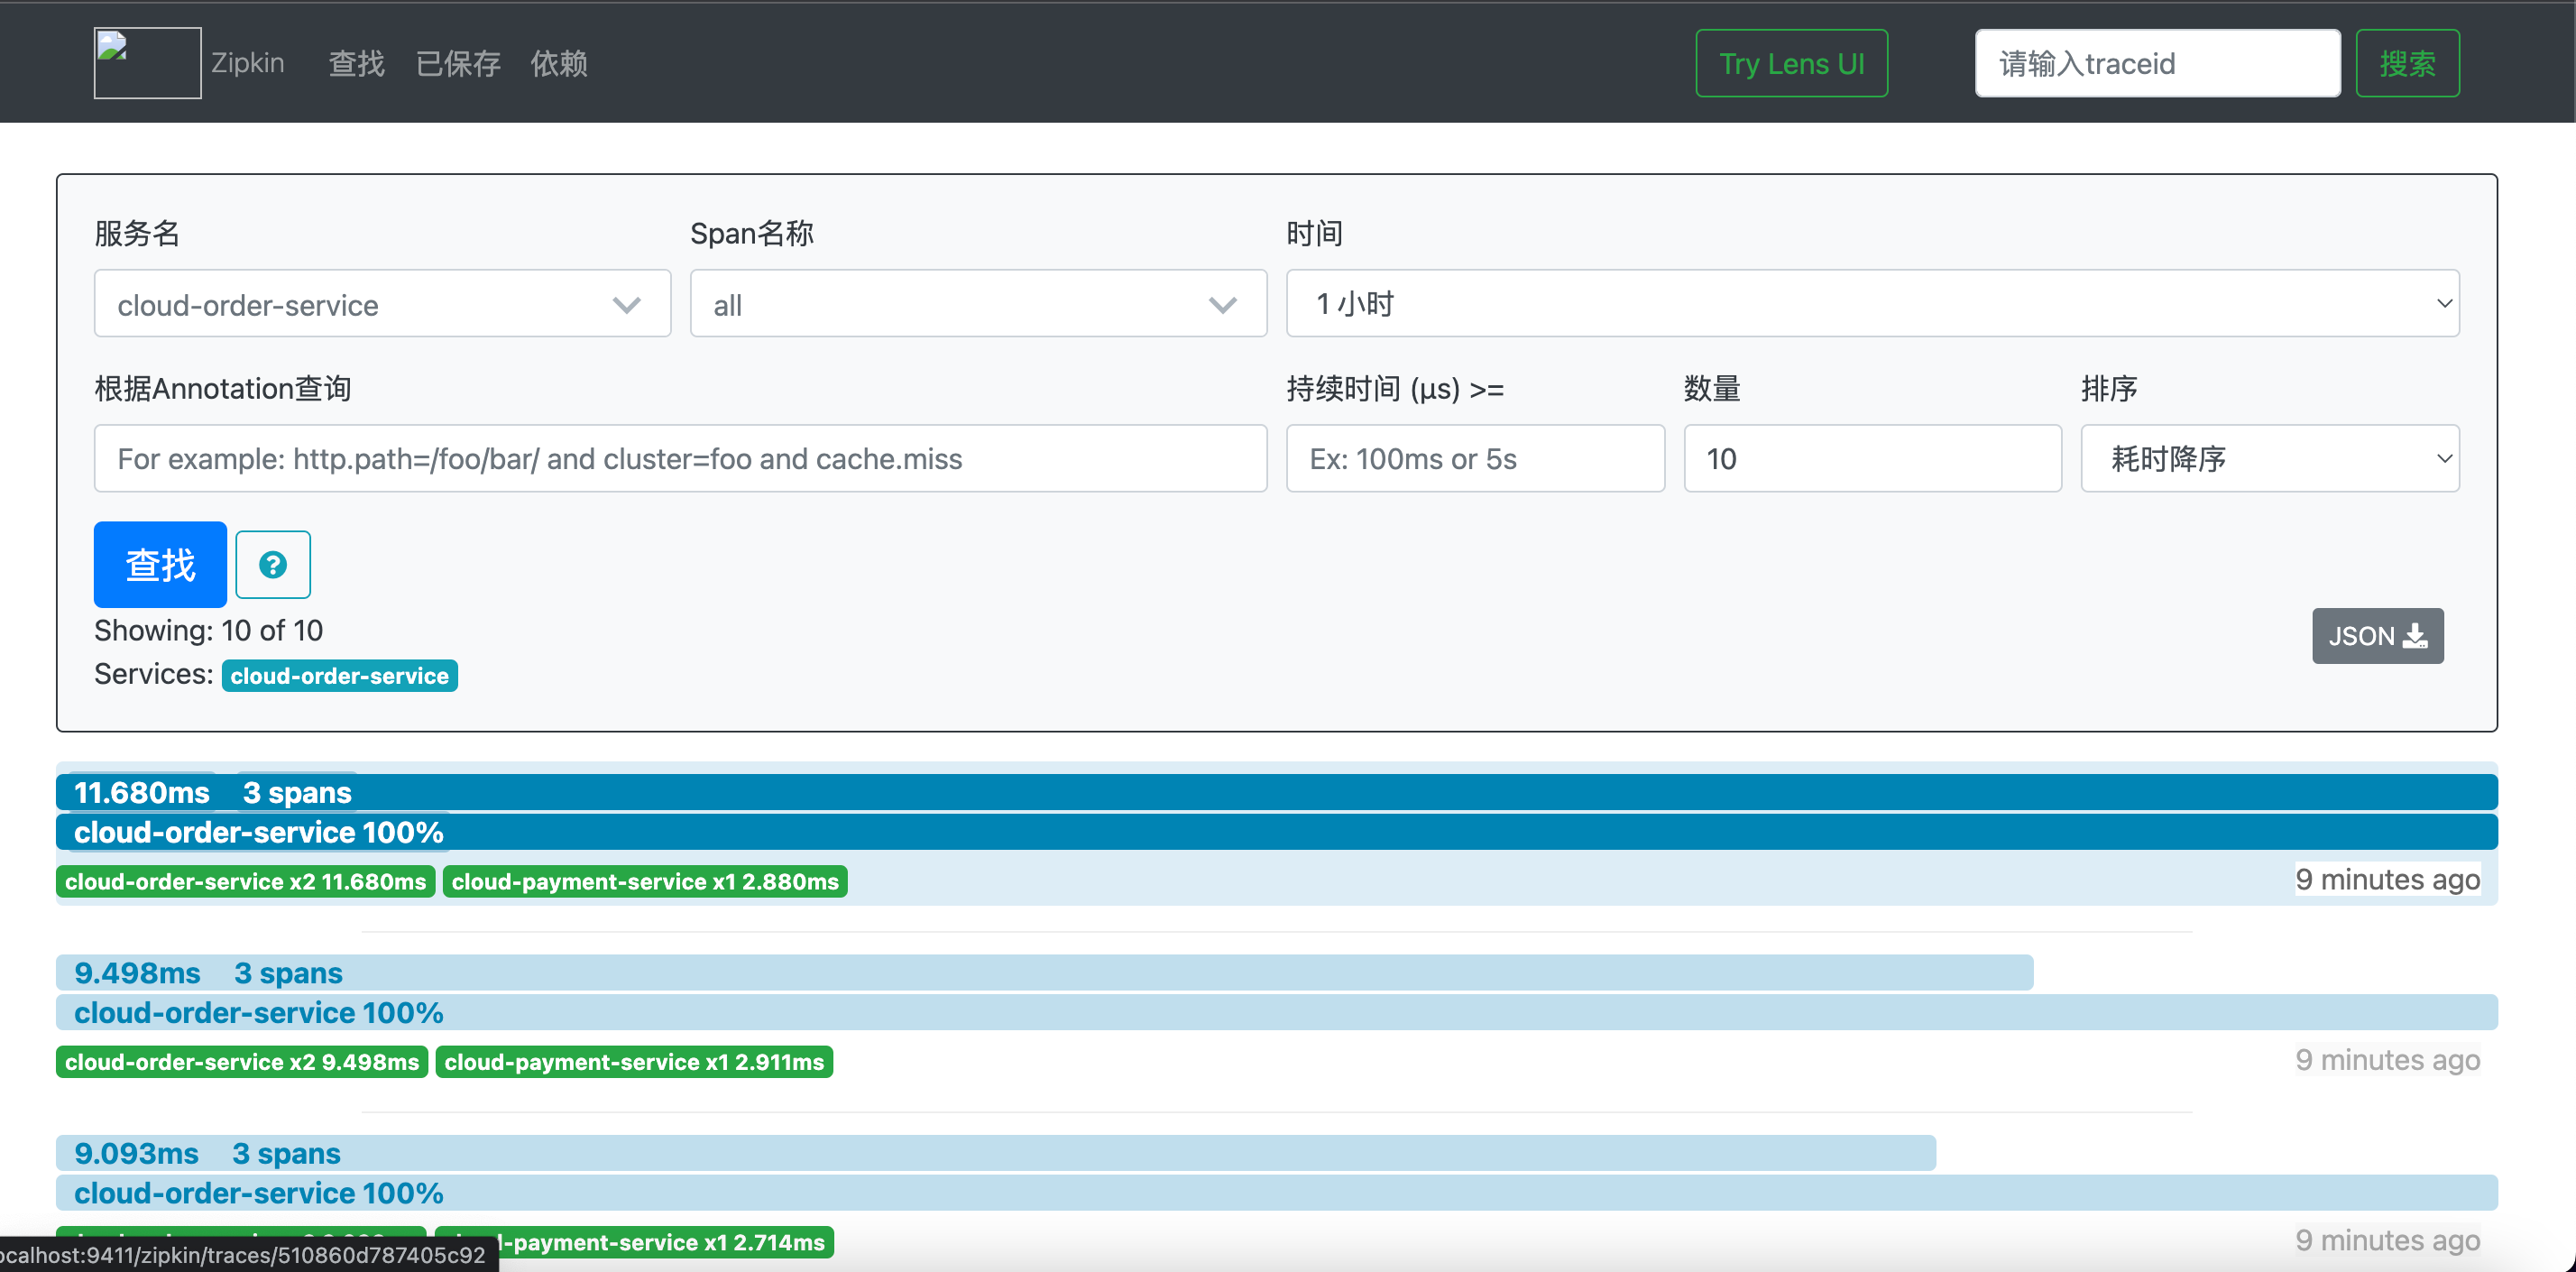 Zipkin 查找 已保存 依赖 Try Lens UI 请输入traceid 搜索
服务名 Span名称 时间
cloud-order-service all 1 小时
根据Annotation查询 持续时间 (μs) >= 数量 排序
For example: http.path=/foo/bar/ and cluster=foo and cache.miss Ex: 100ms or 5s 10 耗时降序
查找
Showing: 10 of 10
JSON
Services: cloud-order-service
11.680ms 3 spans
cloud-order-service 100%
cloud-order-service x2 11.680ms cloud-payment-service x1 2.880ms 9 minutes ago
9.498ms 3 spans
cloud-order-service 100%
cloud-order-service x2 9.498ms cloud-payment-service x1 2.911ms 9 minutes ago
9.093ms 3 spans
cloud-order-service 100%
-payment-service x1 2.714ms 9 minutes ago
ocalhost:9411/zipkin/traces/510860d787405c92